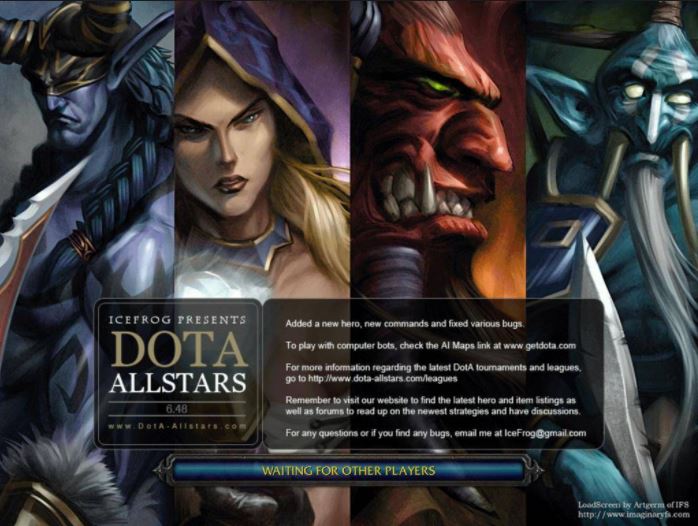 ICEFROG PRESENTS
DOTA
ALLSTARS
6.48
www.DotA-Allstars.com
Added a new hero, new commands and fixed various bugs.
To play with computer bots, check the AI Maps link at www.getdota.com
For more information regarding the latest DotA tournaments and leagues,
go to http://www.dota-allstars.com/leagues
Remember to visit our website to find the latest hero and item listings as
well as forums to read up on the newest strategies and have discussions.
For any questions or if you find any bugs, email me at IceFrog@gmail.com
WAITING FOR OTHER PLAYERS
LoadScreen by Artgerm of IFS
http://www.imaginaryfs.com